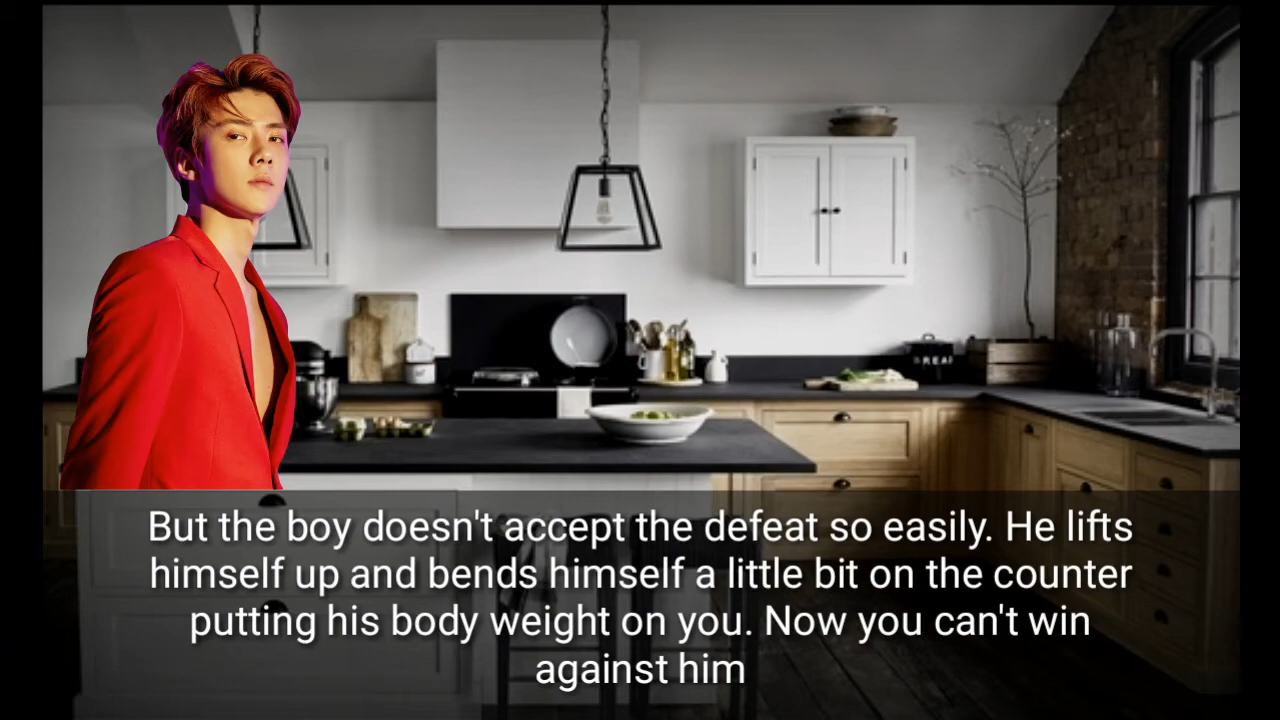 BREAD
But the boy doesn't accept the defeat so easily. He lifts
himself up and bends himself a little bit on the counter
putting his body weight on you. Now you can't win
against him